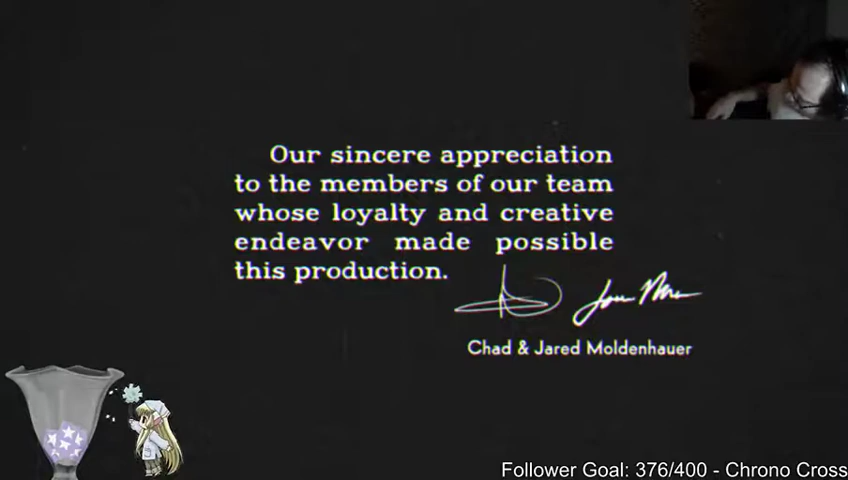 Our sincere appreciation
to the members of our team
whose loyalty and creative
endeavor made possible
this production.
Chad & Jared Moldenhauer
Follower Goal: 376/400 - Chrono Cross